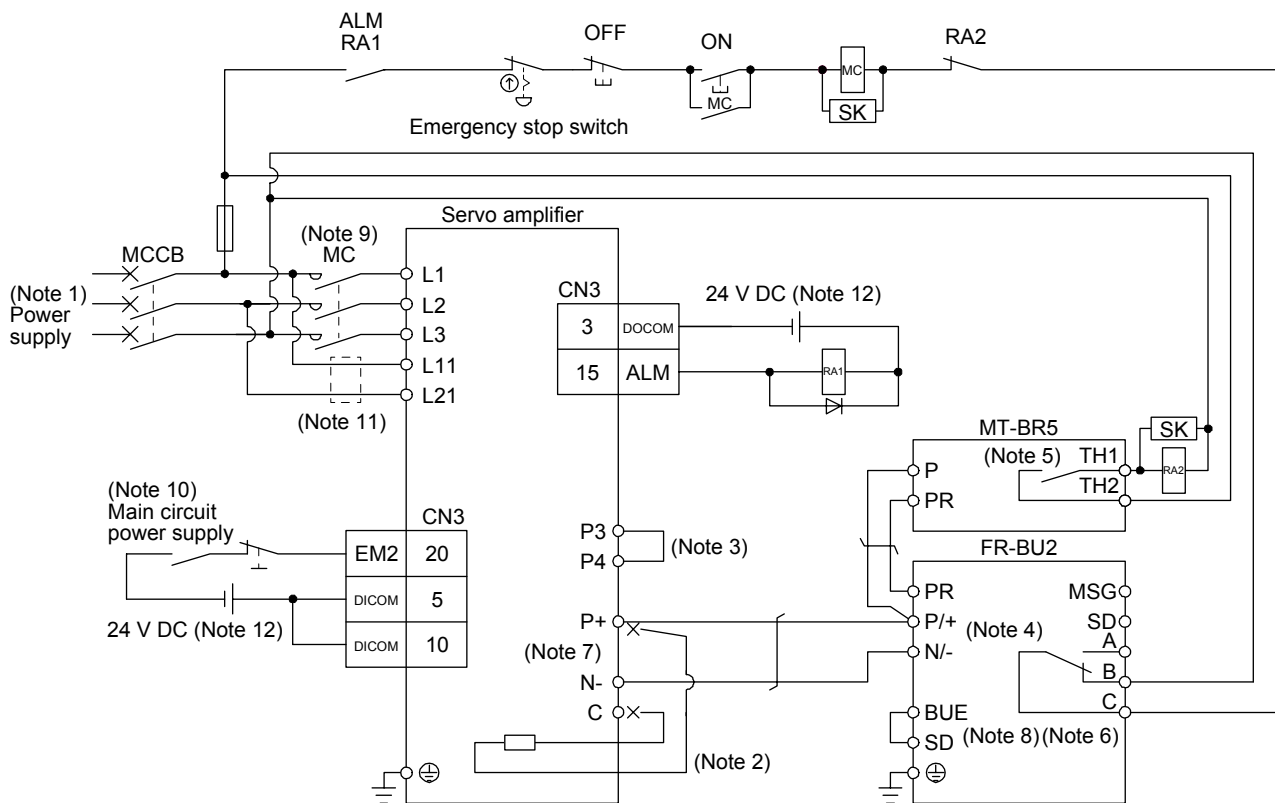 ALM
RA1
OFF
ON
MC
RA2
MC
SK
Emergency stop switch
Servo amplifier
MCCB
(Note 9)
MC
(Note 1)
Power
supply
L1
L2
L3
L11
L21
(Note 11)
CN3
3
DOCOM
15
ALM
24 V DC (Note 12)
RA1
MT-BR5
(Note 5)
P
PR
TH1
TH2
SK
RA2
(Note 10)
Main circuit
power supply
CN3
EM2
20
DICOM
5
DICOM
10
24 V DC (Note 12)
P3
P4
(Note 3)
P+
(Note 7)
N-
C
(Note 2)
FR-BU2
PR
P/+
N/-
BUE
SD
MSG
SD
A
B
C
(Note 4)
(Note 8)
(Note 6)